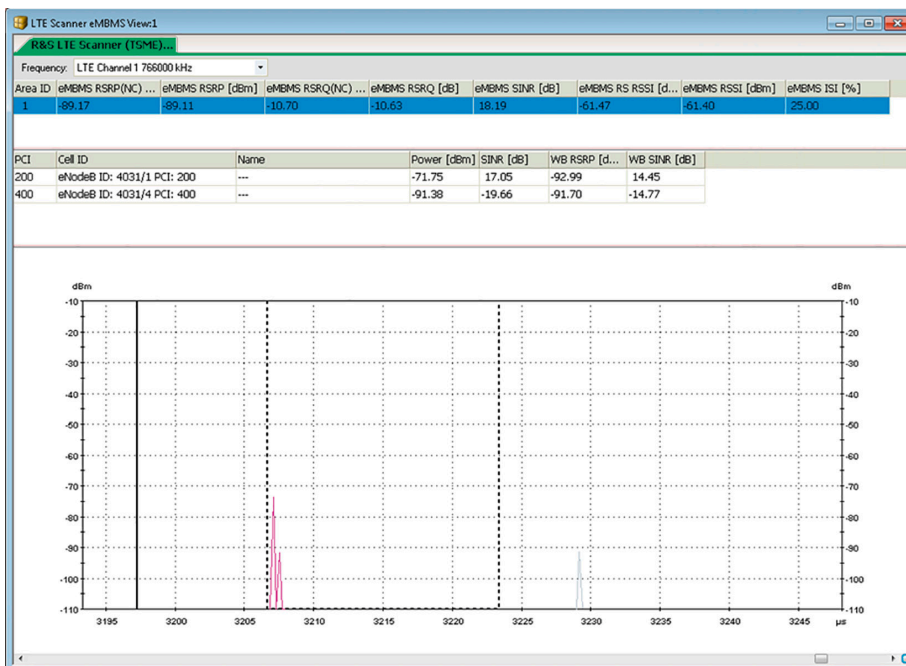 LTE Scanner eMBMS View:1
R&S LTE Scanner (TSME)...
Frequency: LTE Channel 1 766000 kHz
Area ID eMBMS RSRP(NC) ... eMBMS RSRP [dBm] eMBMS RSRQ(NC) ... eMBMS RSRQ [dB] eMBMS SINR [dB] eMBMS RS RSSI [d... eMBMS RSSI [dBm] eMBMS ISI [%]
1 -89.17 -89.11 -10.70 -10.63 18.19 -61.47 -61.40 25.00
PCI Cell ID Name Power [dBm] SINR [dB] WB RSRP [d... WB SINR [dB]
200 eNodeB ID: 4031/1 PCI: 200 --- -71.75 17.05 -92.99 14.45
400 eNodeB ID: 4031/4 PCI: 400 --- -91.38 -19.66 -91.70 -14.77
dBm dBm
-10 -10
-20 -20
-30 -30
-40 -40
-50 -50
-60 -60
-70 -70
-80 -80
-90 -90
-100 -100
-110 -110
3195 3200 3205 3210 3215 3220 3225 3230 3235 3240 3245 µs